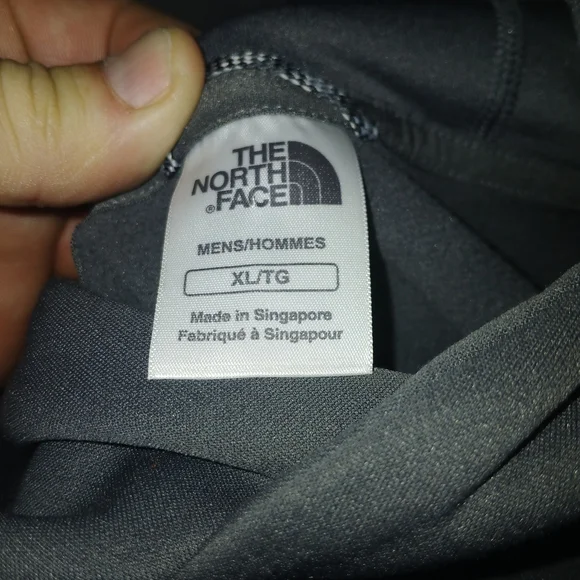 THE
NORTH
®FACE
MENS/HOMMES
XL/TG
Made in Singapore
Fabriqué à Singapour